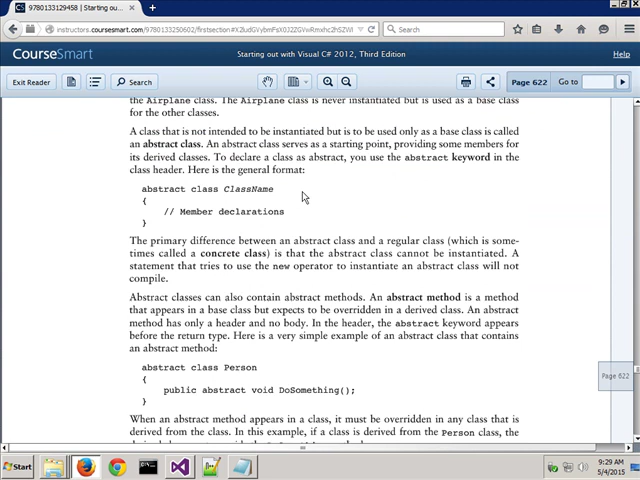 9780133129458 | Starting out...
instructors.coursesmart.com/9780133250602/firstsection#X2ludGVybmFsX0J2ZGVwRmxhc2hSZWFkZXI
Search
CourseSmart
Starting out with Visual C# 2012, Third Edition
Help
Exit Reader
Search
Page 622
Go to
the Airplane class. The Airplane class is never instantiated but is used as a base class
for the other classes.
A class that is not intended to be instantiated but is to be used only as a base class is called
an abstract class. An abstract class serves as a starting point, providing some members for
its derived classes. To declare a class as abstract, you use the abstract keyword in the
class header. Here is the general format:
abstract class ClassName
{
// Member declarations
}
The primary difference between an abstract class and a regular class (which is some-
times called a concrete class) is that the abstract class cannot be instantiated. A
statement that tries to use the new operator to instantiate an abstract class will not
compile.
Abstract classes can also contain abstract methods. An abstract method is a method
that appears in a base class but expects to be overridden in a derived class. An abstract
method has only a header and no body. In the header, the abstract keyword appears
before the return type. Here is a very simple example of an abstract class that contains
an abstract method:
abstract class Person
{
public abstract void DoSomething();
}
Page 622
When an abstract method appears in a class, it must be overridden in any class that is
derived from the class. In this example, if a class is derived from the Person class, the
Start
9:29 AM
5/4/2015